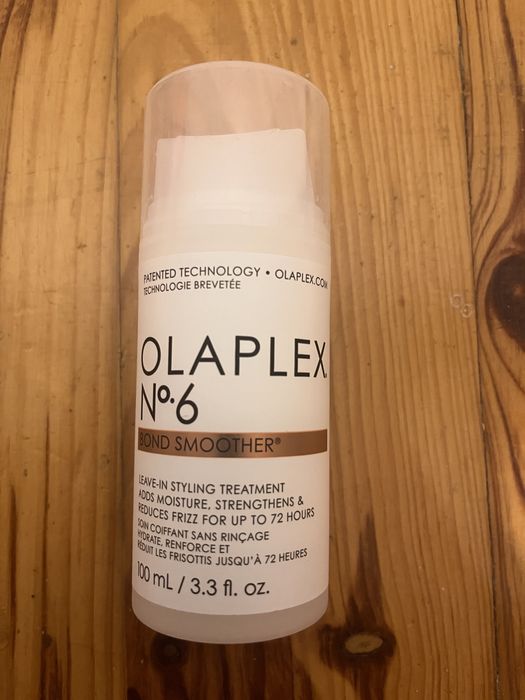 PATENTED TECHNOLOGY • OLAPLEX.COM
TECHNOLOGIE BREVETÉE
OLAPLEX.
Nº.6
BOND SMOOTHER®
LEAVE-IN STYLING TREATMENT
ADDS MOISTURE, STRENGTHENS &
REDUCES FRIZZ FOR UP TO 72 HOURS
SOIN COIFFANT SANS RINÇAGE
HYDRATE, RENFORCE ET
RÉDUIT LES FRISOTTIS JUSQU'À 72 HEURES
100 mL / 3.3 fl. oz.